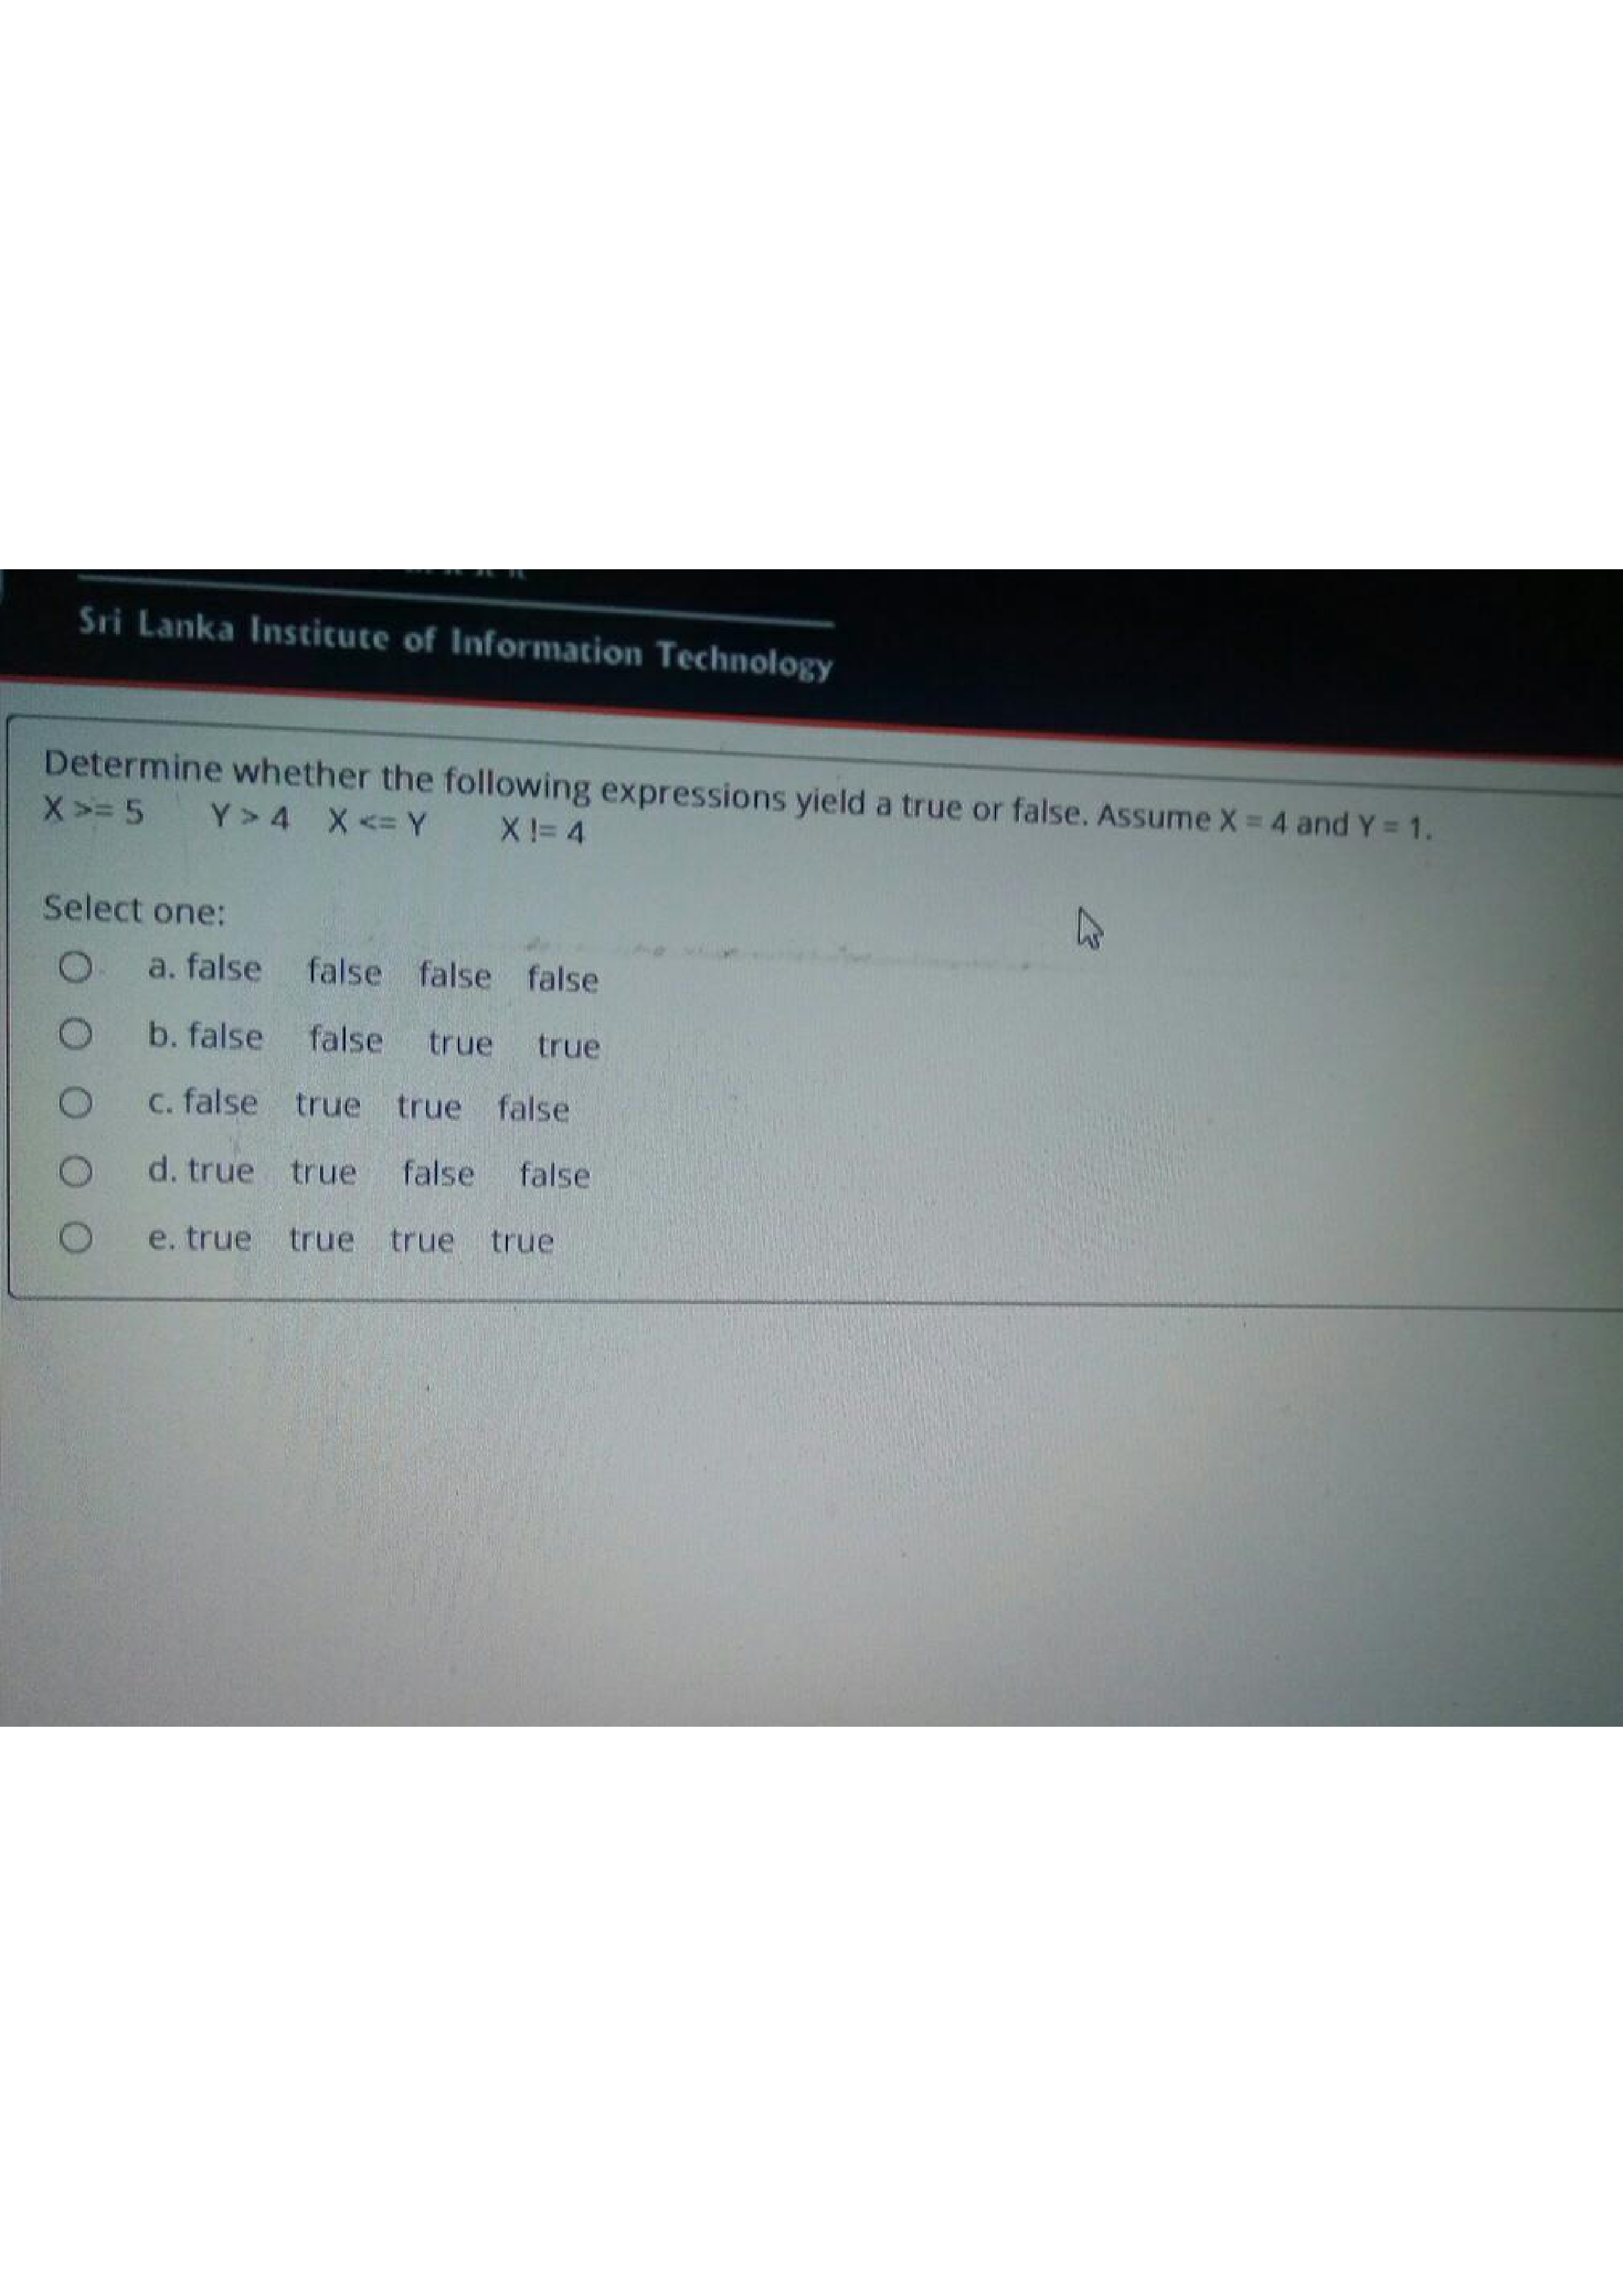 Sri Lanka Institute of Information Technology
Determine whether the following expressions yield a true or false. Assume X = 4 and Y = 1.
X >= 5 Y > 4 X <= Y X != 4
Select one:
a. false false false false
b. false false true true
c. false true true false
d. true true false false
e. true true true true